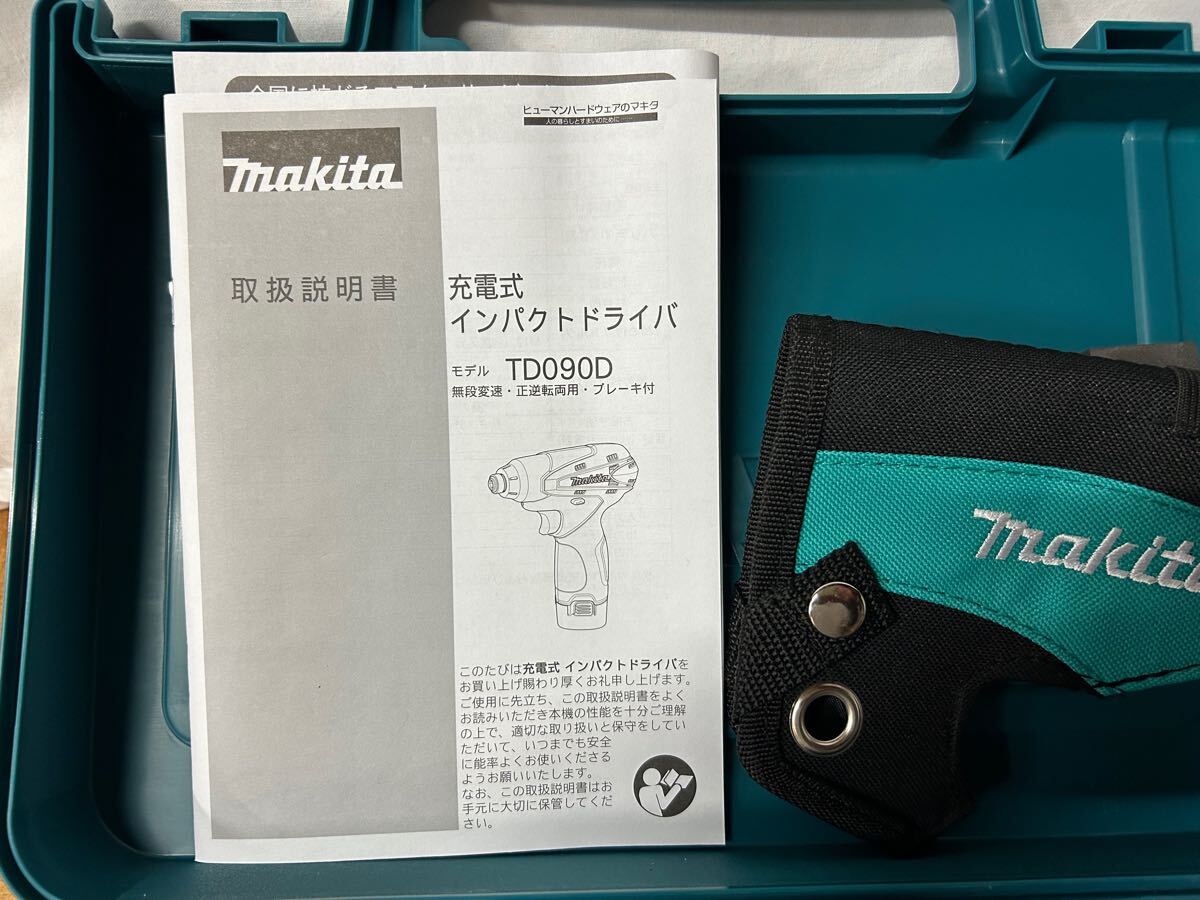 ヒューマンハードウェアのマキタ
人の暮らしとすまいのために……
makita
取扱説明書
充電式
インパクトドライバ
モデル TD090D
無段変速・正逆転両用・ブレーキ付
makita
このたびは充電式 インパクトドライバを
お買い上げ賜わり厚くお礼申し上げます。
ご使用に先立ち、この取扱説明書をよく
お読みいただき本機の性能を十分ご理解
の上で、適切な取り扱いと保守をしてい
ただいて、いつまでも安全
に能率よくお使いくださる
ようお願いいたします。
なお、この取扱説明書はお
手元に大切に保管してくだ
さい。
makita